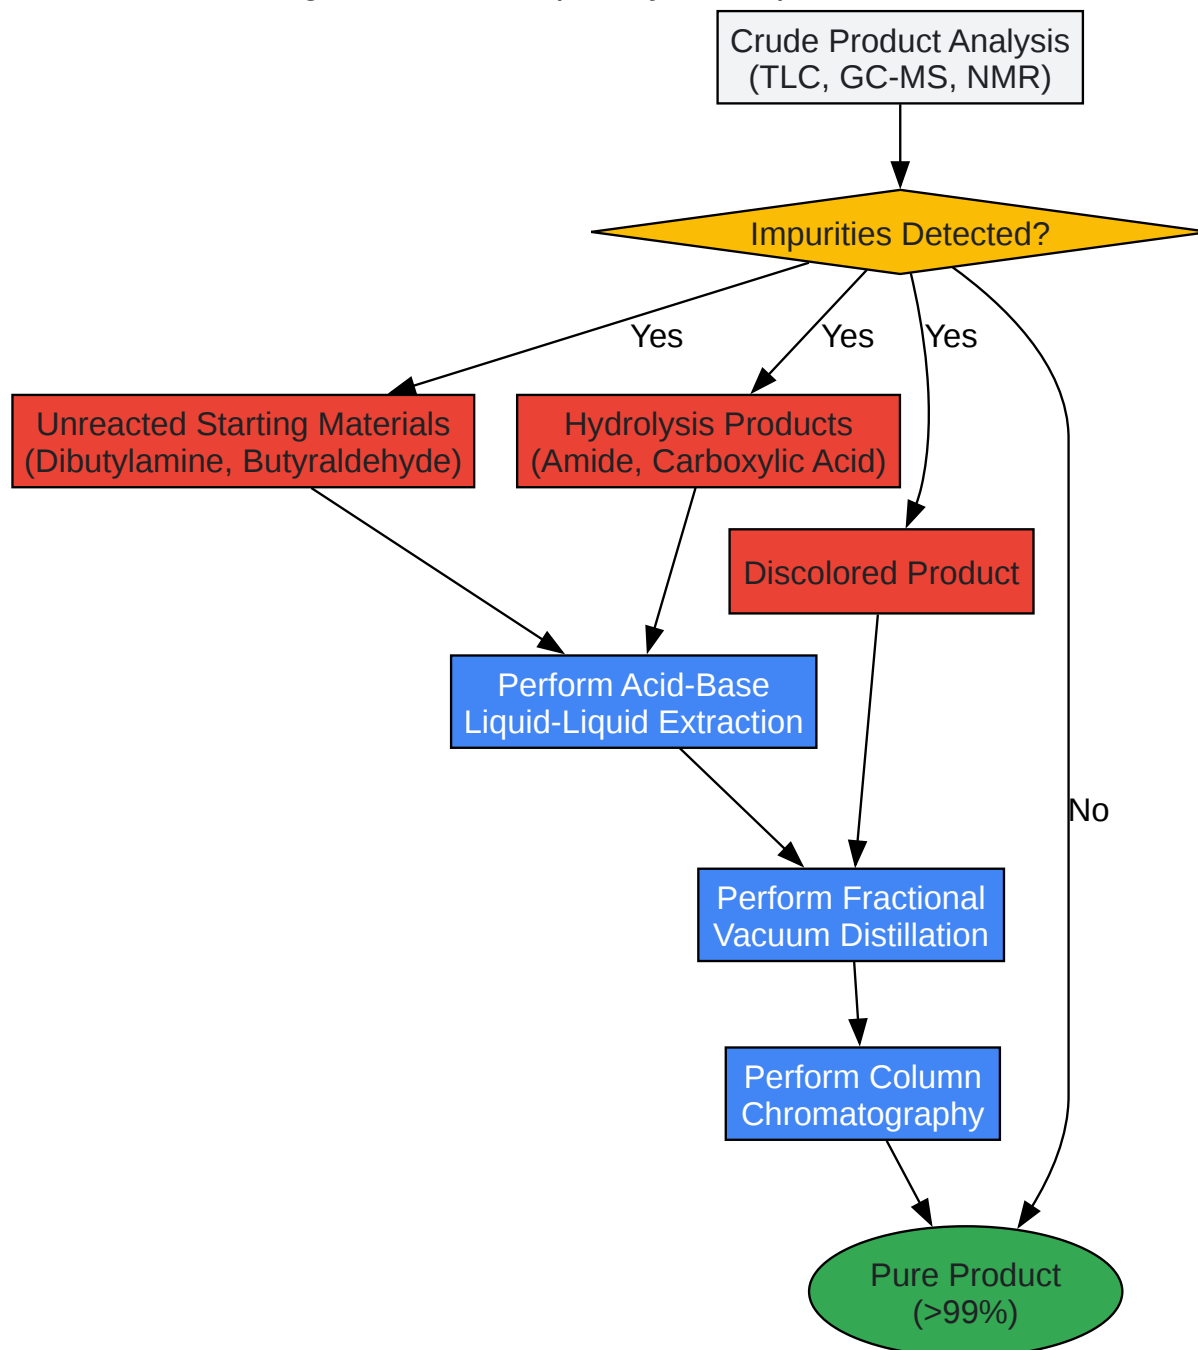 Crude Product Analysis
(TLC, GC-MS, NMR)
Impurities Detected?
Yes
Yes
Yes
Unreacted Starting Materials
(Dibutylamine, Butyraldehyde)
Hydrolysis Products
(Amide, Carboxylic Acid)
Discolored Product
Perform Acid-Base
Liquid-Liquid Extraction
No
Perform Fractional
Vacuum Distillation
Perform Column
Chromatography
Pure Product
(>99%)